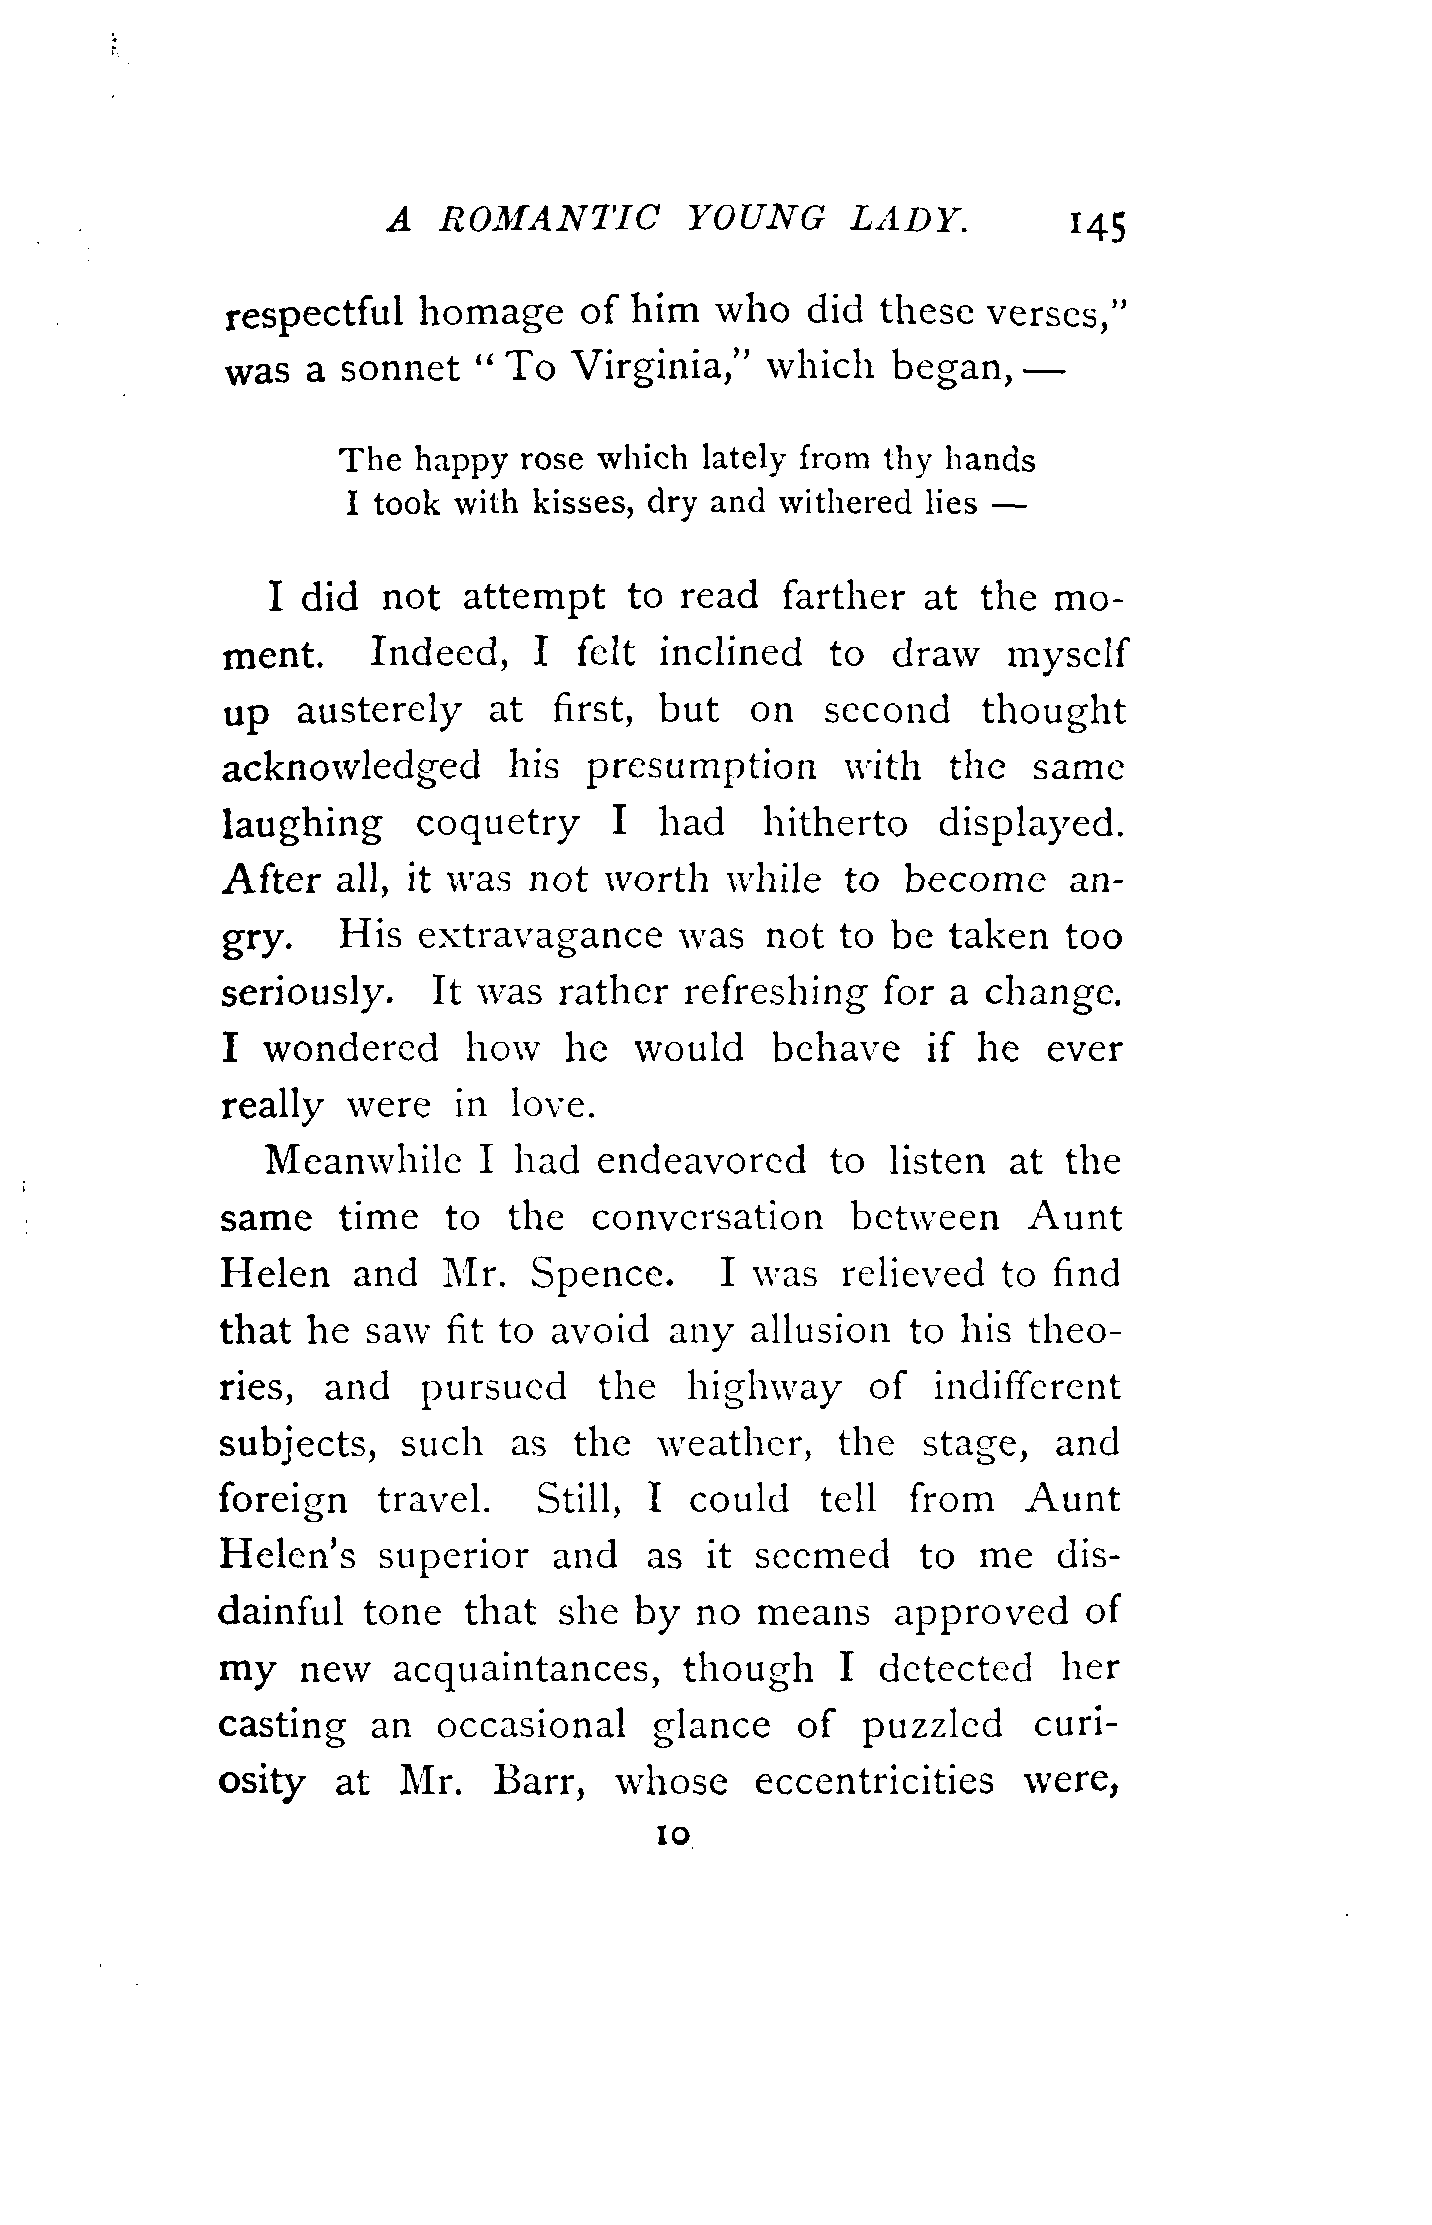 A ROMANTIC YOUNG LADY. 145
respectful homage of him who did these verses,"
was a sonnet " To Virginia," which began, —
The happy rose which lately from thy hands
I took with kisses, dry and withered lies —
I did not attempt to read farther at the mo-
ment. Indeed, I felt inclined to draw myself
up austerely at first, but on second thought
acknowledged his presumption with the same
laughing coquetry I had hitherto displayed.
After all, it was not worth while to become an-
gry. His extravagance was not to be taken too
seriously. It was rather refreshing for a change.
I wondered how he would behave if he ever
really were in love.
Meanwhile I had endeavored to listen at the
same time to the conversation between Aunt
Helen and Mr. Spence. I was relieved to find
that he saw fit to avoid any allusion to his theo-
ries, and pursued the highway of indifferent
subjects, such as the weather, the stage, and
foreign travel. Still, I could tell from Aunt
Helen's superior and as it seemed to me dis-
dainful tone that she by no means approved of
my new acquaintances, though I detected her
casting an occasional glance of puzzled curi-
osity at Mr. Barr, whose eccentricities were,
10